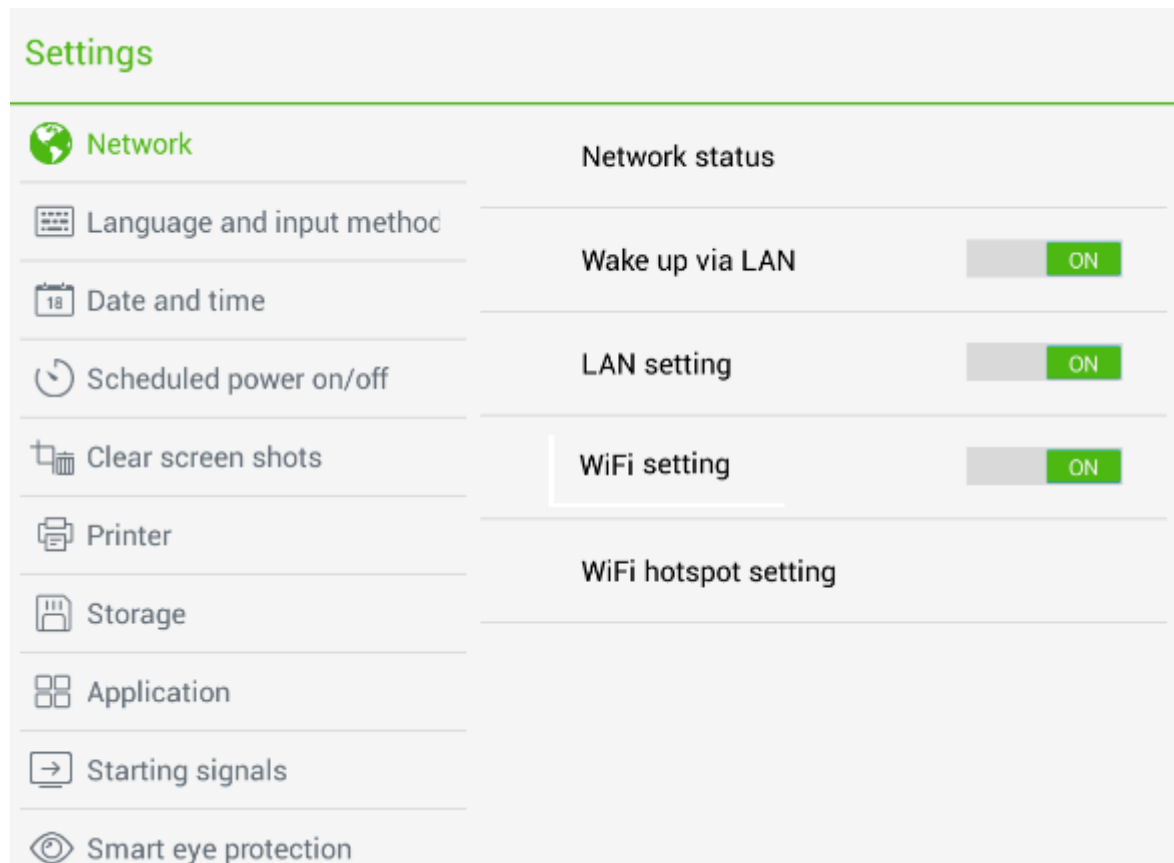 Settings
Network
Language and input method
Date and time
18
Scheduled power on/off
Clear screen shots
Printer
Storage
Application
Starting signals
Smart eye protection
Network status
Wake up via LAN
ON
LAN setting
ON
WiFi setting
ON
WiFi hotspot setting